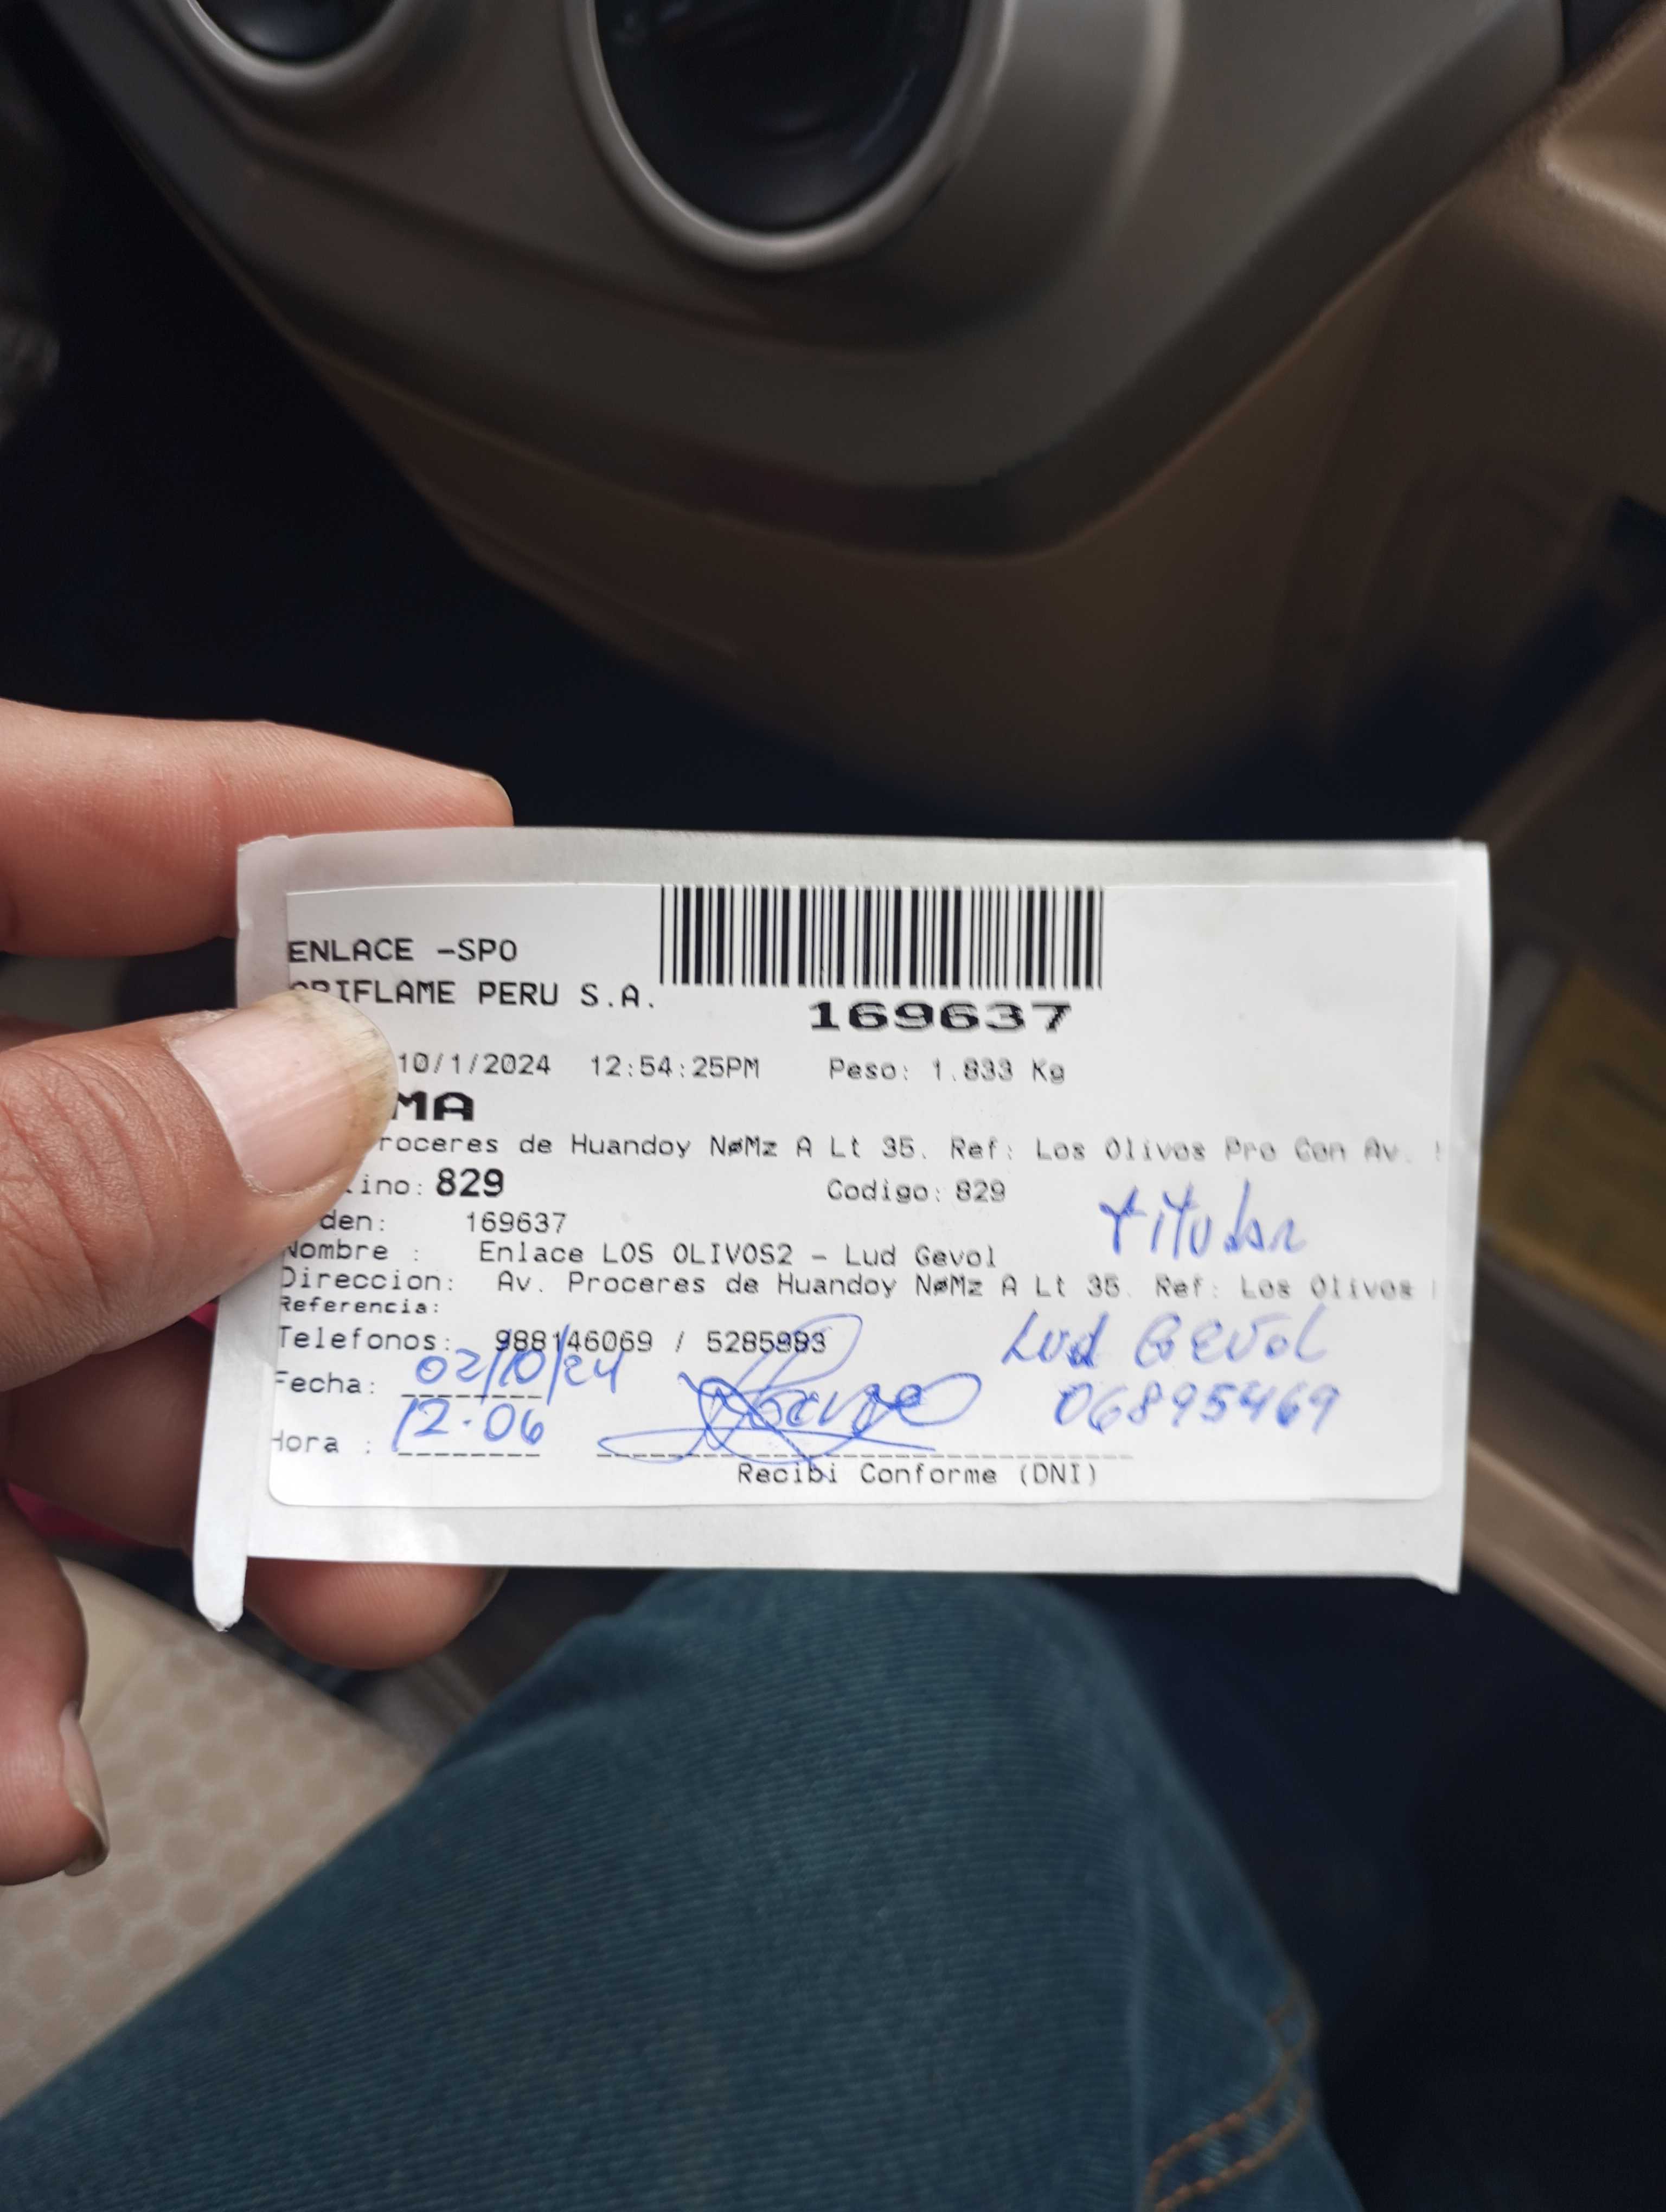 ENLACE -SPO
ORIFLAME PERU S.A.
169637
10/1/2024 12:54:25PM Peso: 1.833 Kg
MA
roceres de Huandoy NøMz A Lt 35. Ref: Los Olivos Pro Con Av.
ino: 829 Codigo: 829
titular
den: 169637
Nombre : Enlace LOS OLIVOS2 - Lud Gevol
Direccion: Av. Proceres de Huandoy NøMz A Lt 35. Ref: Los Olivos
Referencia:
Telefonos: 988146069 / 5285983
Lud Gevol
Fecha: 02/10/24
06895469
Hora : 12.06
Recibi Conforme (DNI)